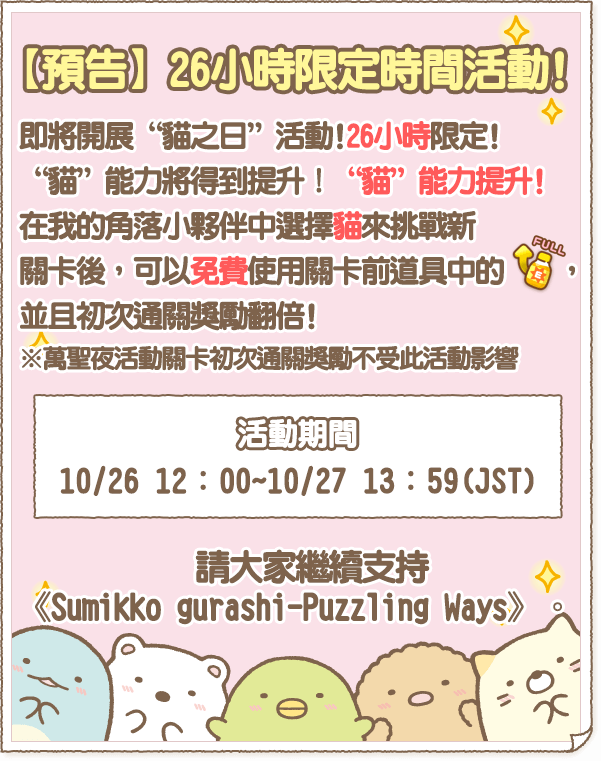 【預告】26小時限定時間活動!
即將開展“貓之日”活動!26小時限定!
“貓”能力將得到提升！“貓”能力提升!
在我的角落小夥伴中選擇貓來挑戰新
關卡後，可以免費使用關卡前道具中的 FULL E ，
並且初次通關獎勵翻倍!
※萬聖夜活動關卡初次通關獎勵不受此活動影響
活動期間
10/26 12：00~10/27 13：59(JST)
請大家繼續支持
《Sumikko gurashi-Puzzling Ways》。